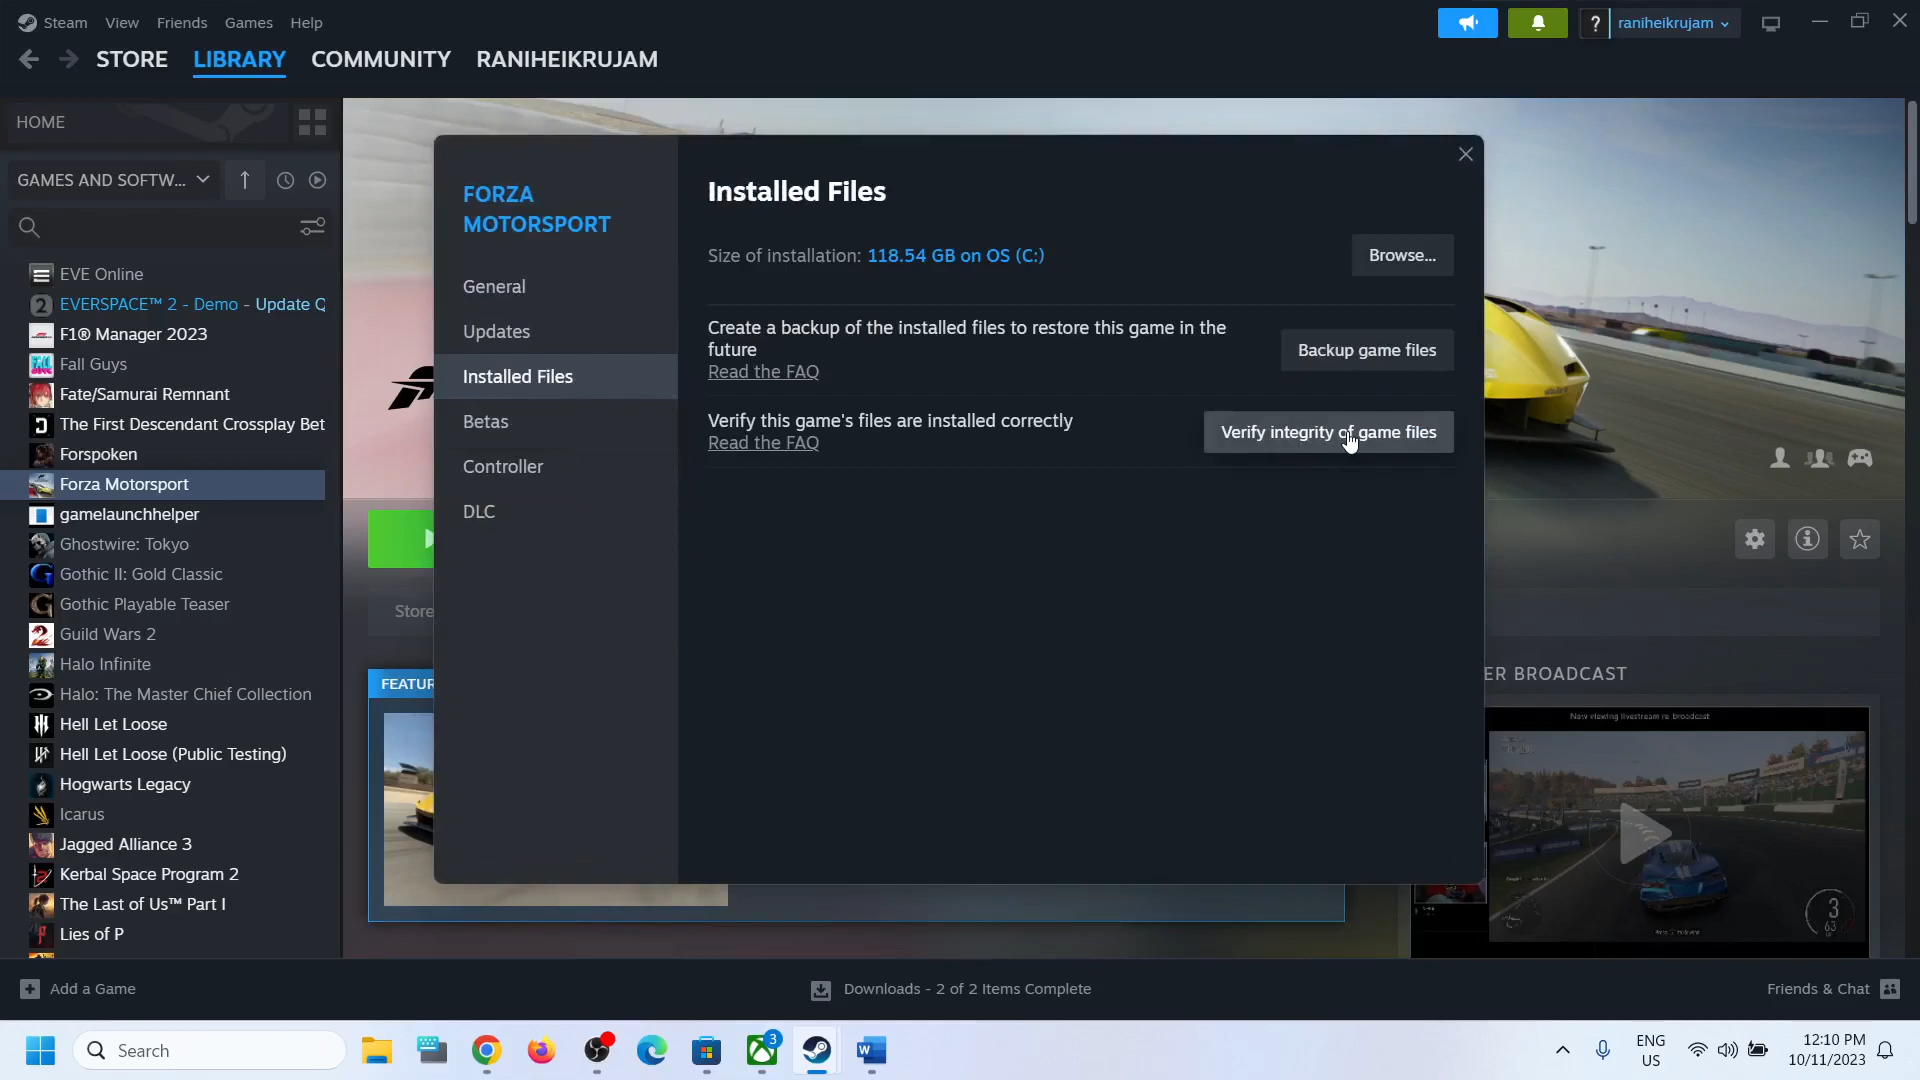 Steam View Friends Games Help
raniheikrujam
STORE LIBRARY COMMUNITY RANIHEIKRUJAM
HOME
GAMES AND SOFTW...
EVE Online
EVERSPACE™ 2 - Demo - Update Q
F1® Manager 2023
Fall Guys
Fate/Samurai Remnant
The First Descendant Crossplay Bet
Forspoken
Forza Motorsport
gamelaunchhelper
Ghostwire: Tokyo
Gothic II: Gold Classic
Gothic Playable Teaser
Guild Wars 2
Halo Infinite
Halo: The Master Chief Collection
Hell Let Loose
Hell Let Loose (Public Testing)
Hogwarts Legacy
Icarus
Jagged Alliance 3
Kerbal Space Program 2
The Last of Us™ Part I
Lies of P
FORZA
MOTORSPORT
General
Updates
Installed Files
Betas
Controller
DLC
Installed Files
Size of installation: 118.54 GB on OS (C:)
Browse...
Create a backup of the installed files to restore this game in the
future
Read the FAQ
Backup game files
Verify this game's files are installed correctly
Read the FAQ
Verify integrity of game files
Store
FEATUR
ER BROADCAST
Now viewing livestream re-broadcast
3
63
Add a Game
Downloads - 2 of 2 Items Complete
Friends & Chat
Search
3
ENG
US
12:10 PM
10/11/2023